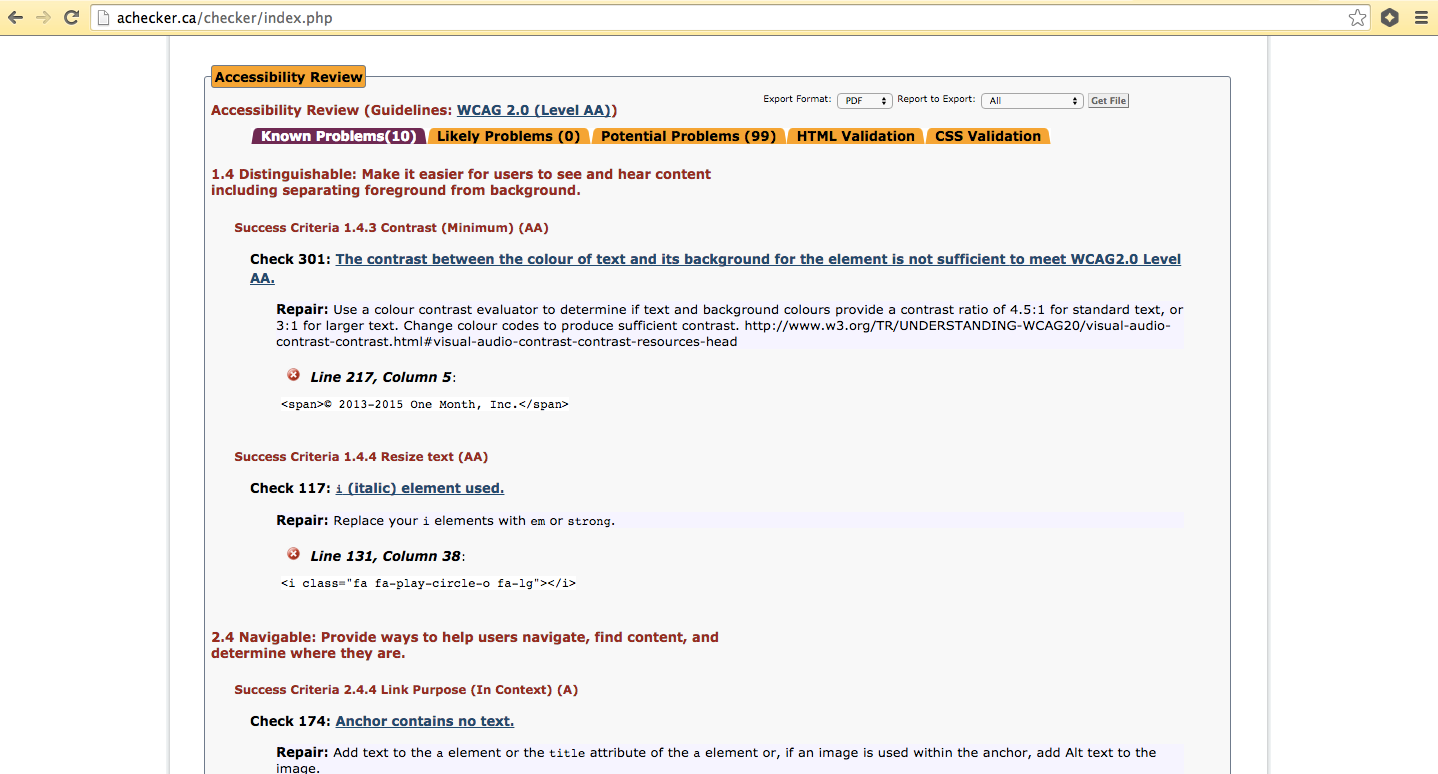 achecker.ca/checker/index.php
Accessibility Review
Accessibility Review (Guidelines: WCAG 2.0 (Level AA))
Export Format: PDF Report to Export: All Get File
Known Problems(10) Likely Problems (0) Potential Problems (99) HTML Validation CSS Validation
1.4 Distinguishable: Make it easier for users to see and hear content
including separating foreground from background.
Success Criteria 1.4.3 Contrast (Minimum) (AA)
Check 301: The contrast between the colour of text and its background for the element is not sufficient to meet WCAG2.0 Level
AA.
Repair: Use a colour contrast evaluator to determine if text and background colours provide a contrast ratio of 4.5:1 for standard text, or
3:1 for larger text. Change colour codes to produce sufficient contrast. http://www.w3.org/TR/UNDERSTANDING-WCAG20/visual-audio-
contrast-contrast.html#visual-audio-contrast-contrast-resources-head
Line 217, Column 5:
<span>© 2013-2015 One Month, Inc.</span>
Success Criteria 1.4.4 Resize text (AA)
Check 117: i (italic) element used.
Repair: Replace your i elements with em or strong.
Line 131, Column 38:
<i class="fa fa-play-circle-o fa-lg"></i>
2.4 Navigable: Provide ways to help users navigate, find content, and
determine where they are.
Success Criteria 2.4.4 Link Purpose (In Context) (A)
Check 174: Anchor contains no text.
Repair: Add text to the a element or the title attribute of the a element or, if an image is used within the anchor, add Alt text to the
image.